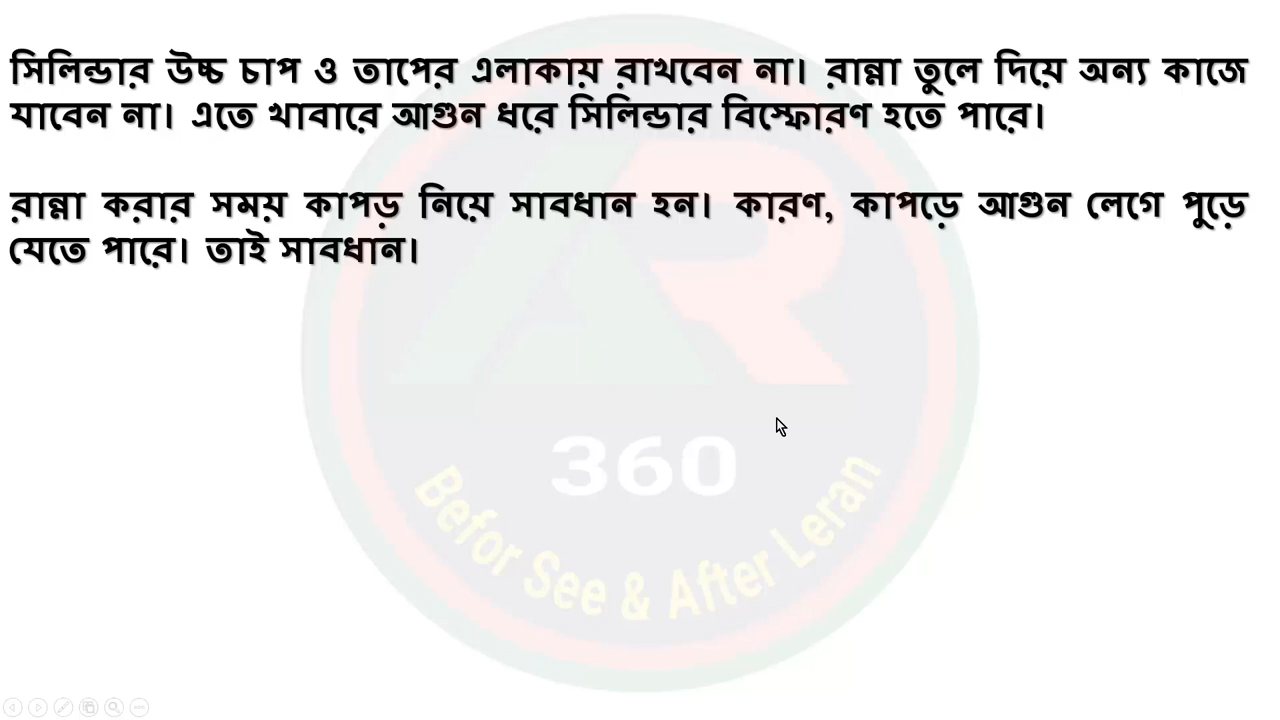 সিলিন্ডার উচ্চ চাপ ও তাপের এলাকায় রাখবেন না। রান্না তুলে দিয়ে অন্য কাজে
যাবেন না। এতে খাবারে আগুন ধরে সিলিন্ডার বিস্ফোরণ হতে পারে।
রান্না করার সময় কাপড় নিয়ে সাবধান হন। কারণ, কাপড়ে আগুন লেগে পুড়ে
যেতে পারে। তাই সাবধান।
AR
360
Befor See & After Leran